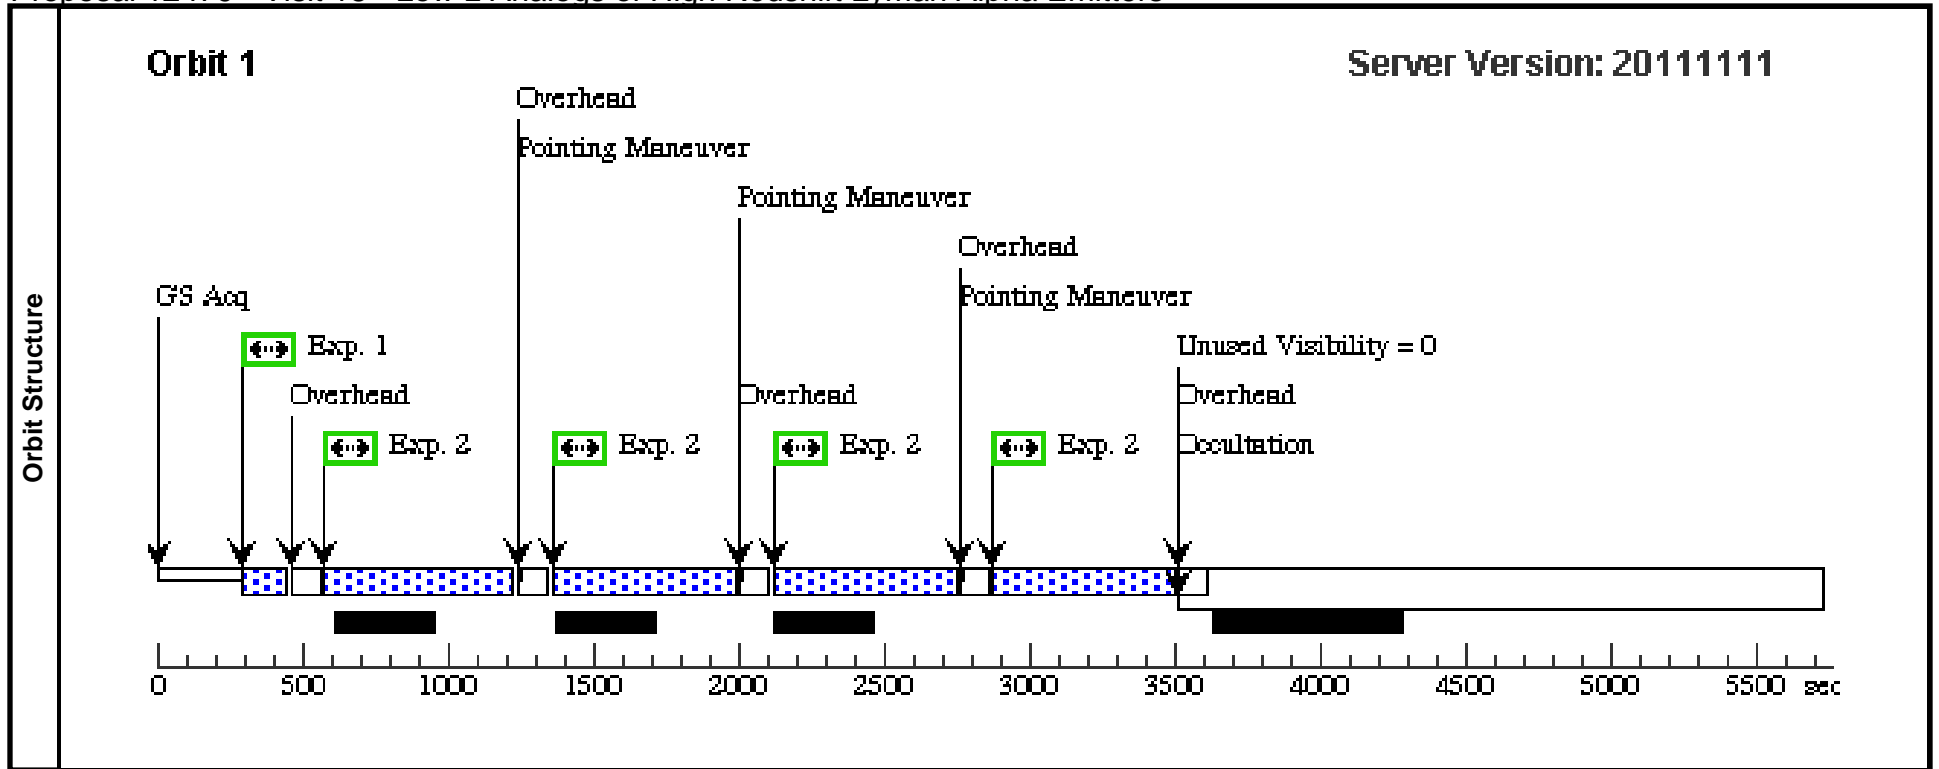 Orbit Structure
Orbit 1
Server Version: 20111111
Overhead
Pointing Maneuver
Pointing Maneuver
Overhead
Pointing Maneuver
GS Acq
Exp. 1
Unused Visibility = 0
Overhead
Overhead
Overhead
Exp. 2
Exp. 2
Exp. 2
Exp. 2
Occultation
0 500 1000 1500 2000 2500 3000 3500 4000 4500 5000 5500 sec